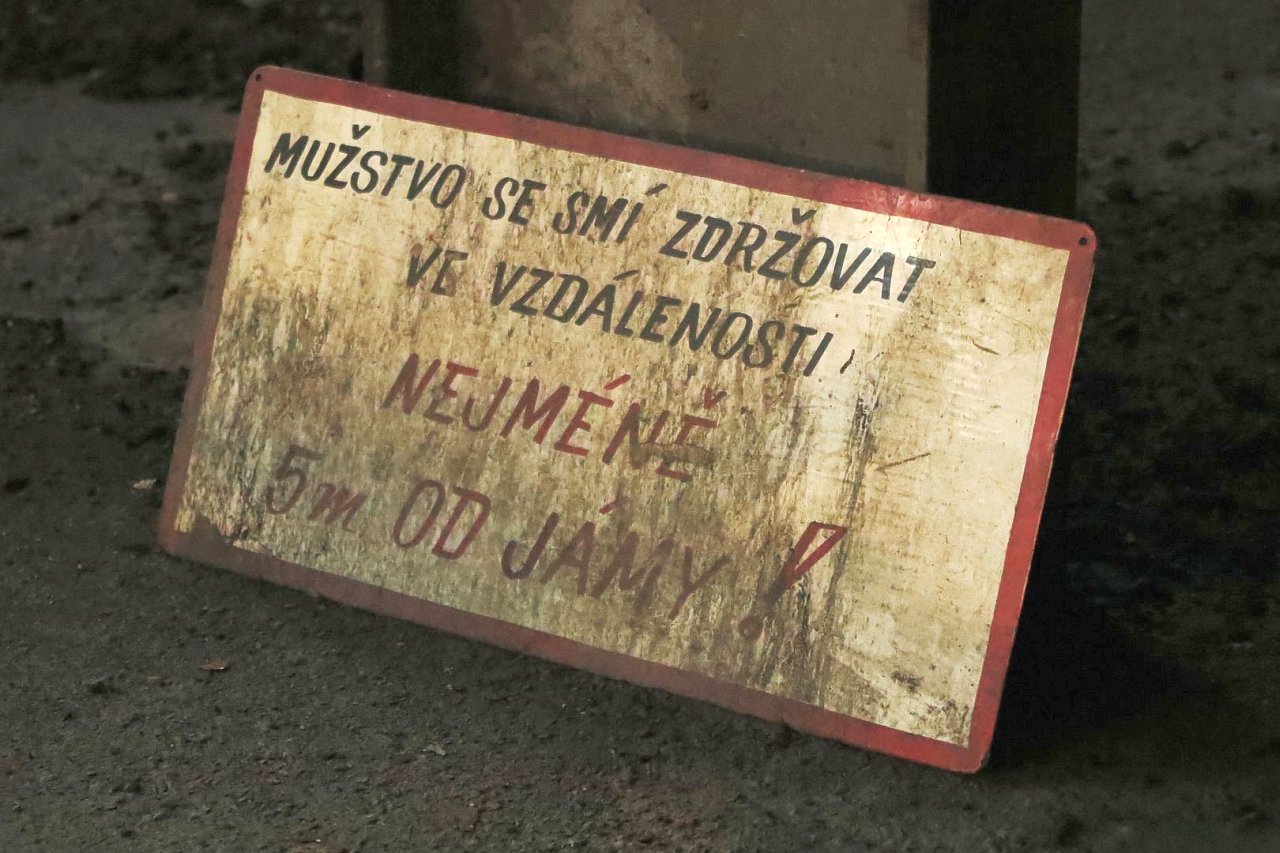 MUŽSTVO SE SMÍ ZDRŽOVAT
VE VZDÁLENOSTI
NEJMÉNĚ
5m OD JÁMY!